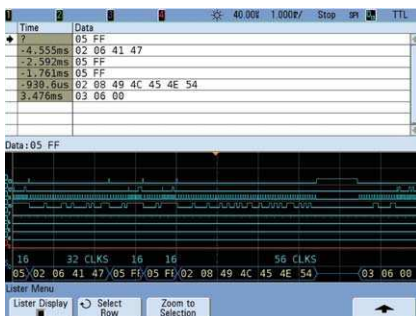 1 2 3 4 40.00% 1.000%/ Stop SPI TTL
Time Data
? 05 FF
-4.555ms 02 06 41 47
-2.592ms 05 FF
-1.761ms 05 FF
-930.6us 02 08 49 4C 45 4E 54
3.476ms 03 06 00
Data:05 FF
16 32 CLKS 16 16 56 CLKS
05 02 06 41 47 05 FF 05 FF 02 08 49 4C 45 4E 54 03 06 00
Lister Menu
Lister Display Select Row Zoom to Selection